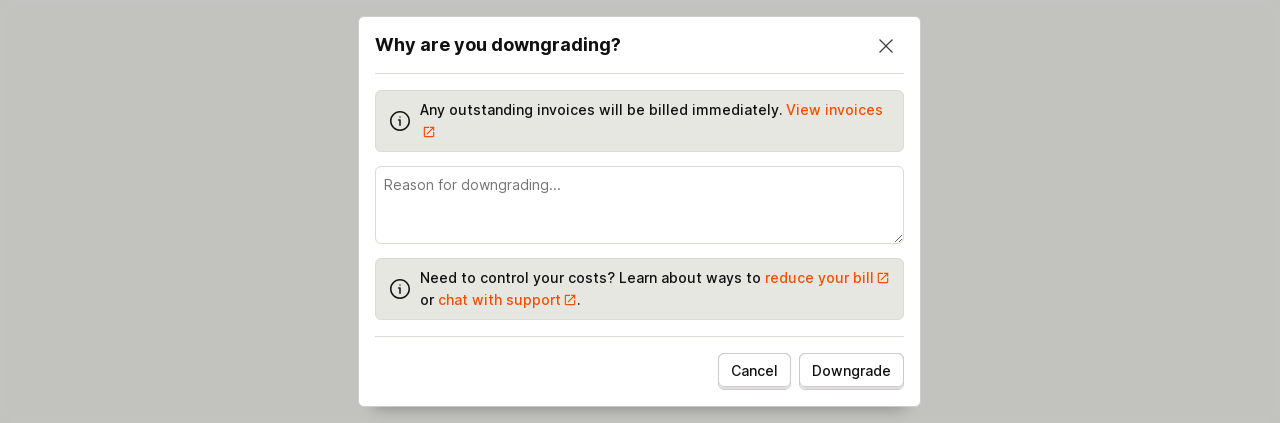 Why are you downgrading?
Any outstanding invoices will be billed immediately. View invoices
Reason for downgrading...
Need to control your costs? Learn about ways to reduce your bill
or chat with support.
Cancel
Downgrade